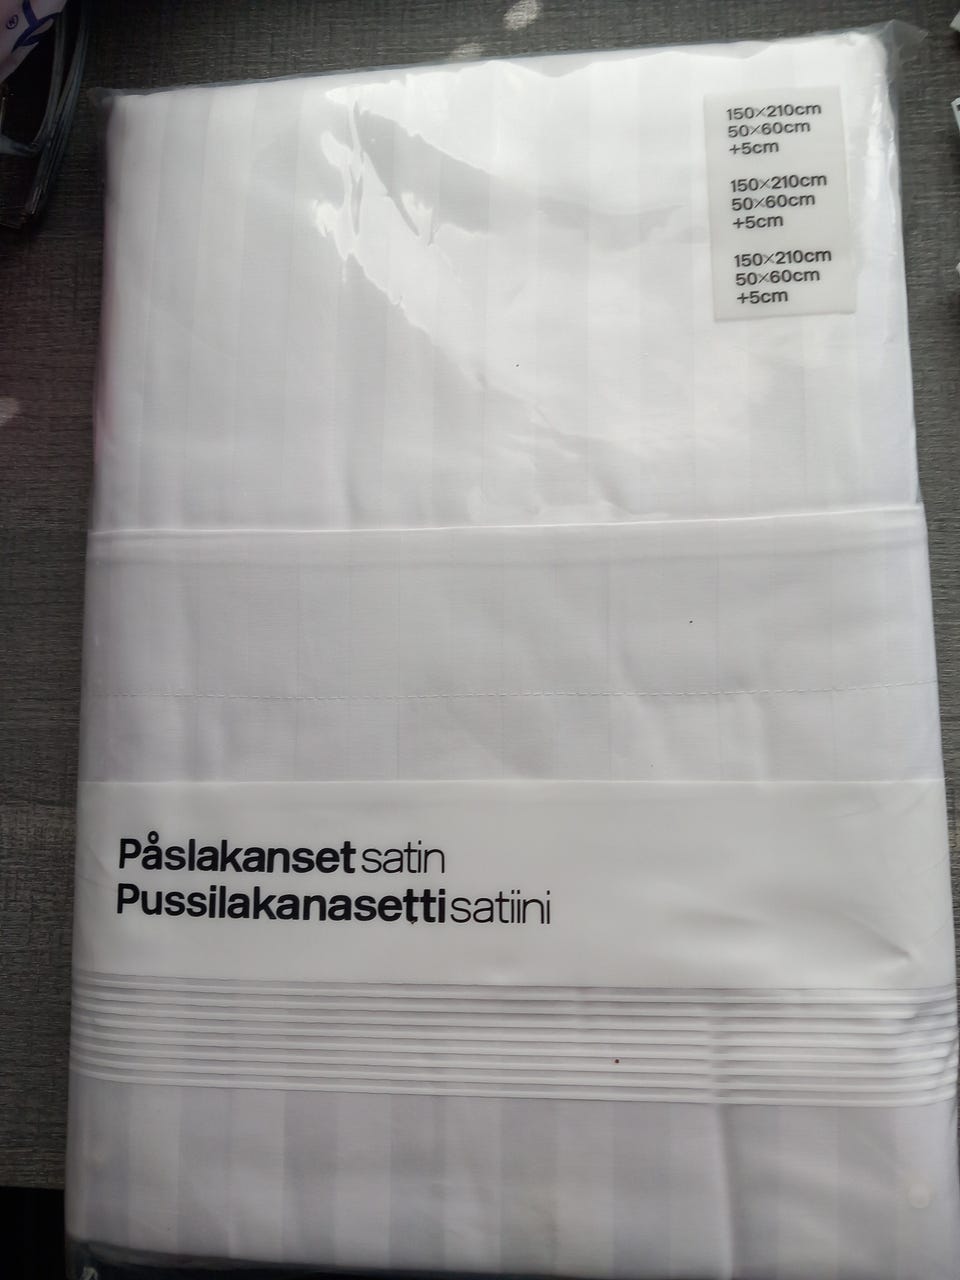 150×210cm
50×60cm
+5cm
150×210cm
50×60cm
+5cm
150×210cm
50×60cm
+5cm
Påslakanset satin
Pussilakanasetti satiini
®